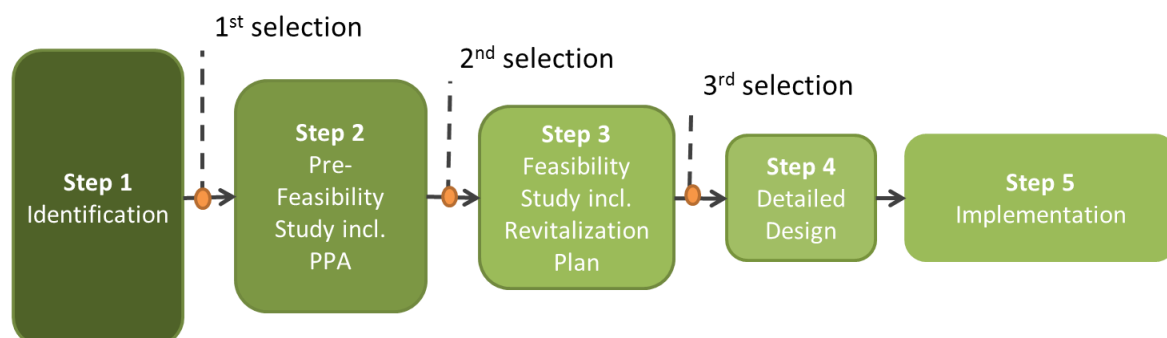 1st selection
2nd selection
3rd selection
Step 1
Identification
Step 2
Pre-
Feasibility
Study incl.
PPA
Step 3
Feasibility
Study incl.
Revitalization
Plan
Step 4
Detailed
Design
Step 5
Implementation